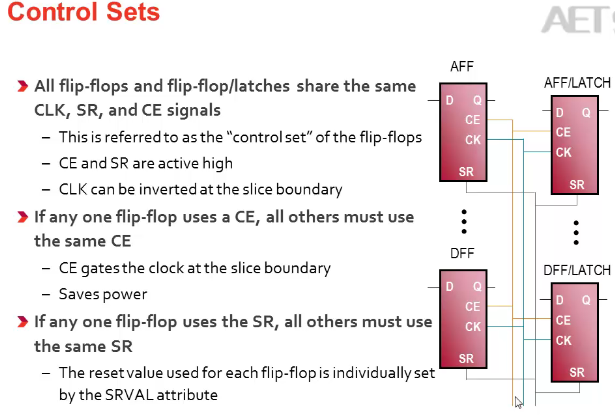 Control Sets
AET
All flip-flops and flip-flop/latches share the same
CLK, SR, and CE signals
– This is referred to as the “control set” of the flip-flops
– CE and SR are active high
– CLK can be inverted at the slice boundary
If any one flip-flop uses a CE, all others must use
the same CE
– CE gates the clock at the slice boundary
– Saves power
If any one flip-flop uses the SR, all others must use
the same SR
– The reset value used for each flip-flop is individually set
by the SRVAL attribute
AFF
D Q
CE
CK
SR
AFF/LATCH
D Q
CE
CK
SR
DFF
D Q
CE
CK
SR
DFF/LATCH
D Q
CE
CK
SR